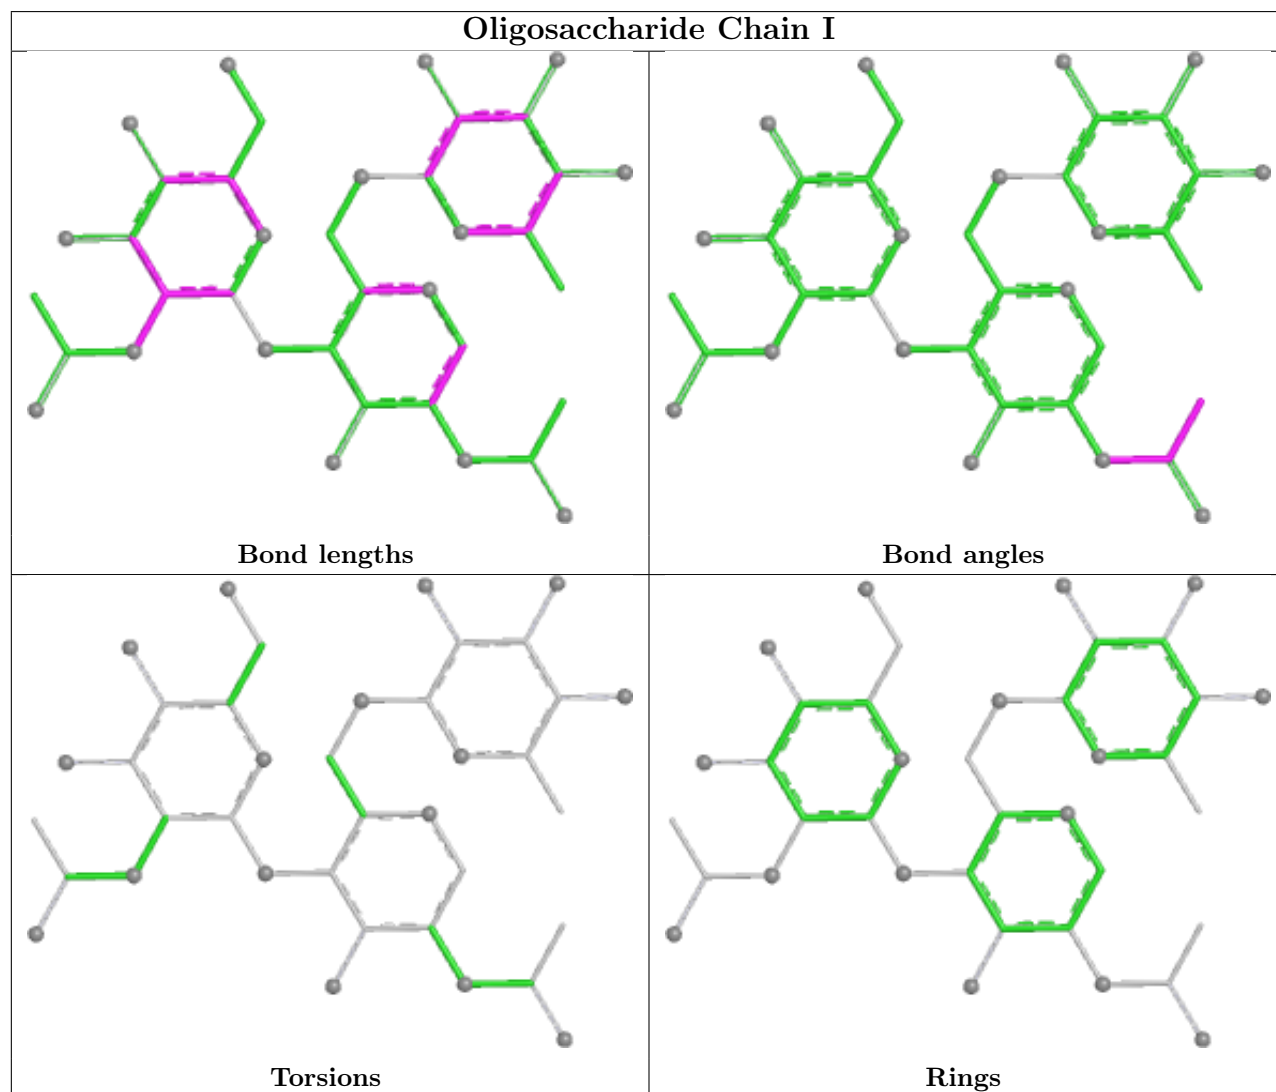 Oligosaccharide Chain I
Bond lengths
Bond angles
Torsions
Rings